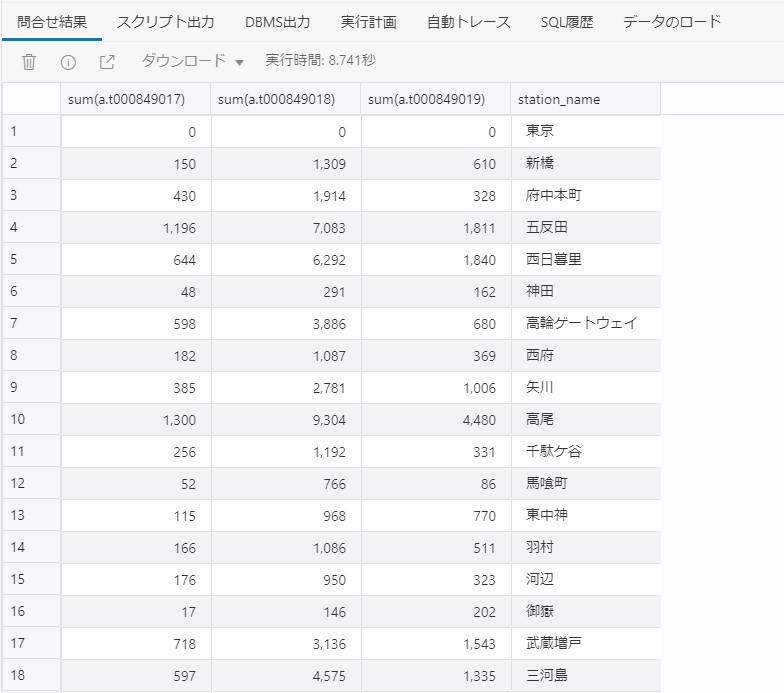 問合せ結果 スクリプト出力 DBMS出力 実行計画 自動トレース SQL履歴 データのロード
ダウンロード 実行時間: 8.741秒
sum(a.t000849017) sum(a.t000849018) sum(a.t000849019) station_name
1 0 0 0 東京
2 150 1,309 610 新橋
3 430 1,914 328 府中本町
4 1,196 7,083 1,811 五反田
5 644 6,292 1,840 西日暮里
6 48 291 162 神田
7 598 3,886 680 高輪ゲートウェイ
8 182 1,087 369 西府
9 385 2,781 1,006 矢川
10 1,300 9,304 4,480 高尾
11 256 1,192 331 千駄ケ谷
12 52 766 86 馬喰町
13 115 968 770 東中神
14 166 1,086 511 羽村
15 176 950 323 河辺
16 17 146 202 御嶽
17 718 3,136 1,543 武蔵増戸
18 597 4,575 1,335 三河島